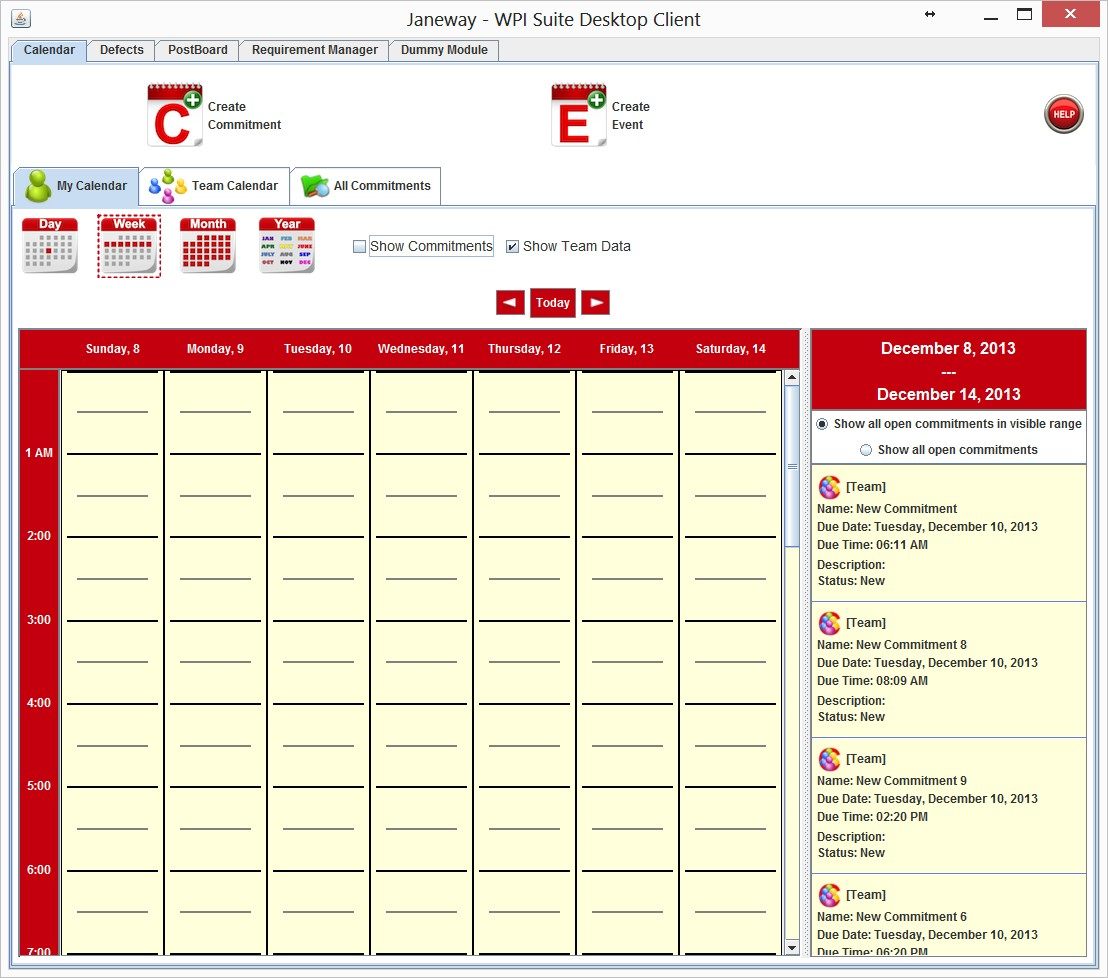 Janeway - WPI Suite Desktop Client
Calendar
Defects
PostBoard
Requirement Manager
Dummy Module
C
Create
Commitment
E
Create
Event
HELP
My Calendar
Team Calendar
All Commitments
Day
Week
Month
Year
JAN FEB MAR
APR MAY JUNE
JULY AUG SEP
OCT NOV DEC
Show Commitments
Show Team Data
Today
Sunday, 8
Monday, 9
Tuesday, 10
Wednesday, 11
Thursday, 12
Friday, 13
Saturday, 14
1 AM
2:00
3:00
4:00
5:00
6:00
7:00
December 8, 2013
---
December 14, 2013
Show all open commitments in visible range
Show all open commitments
[Team]
Name: New Commitment
Due Date: Tuesday, December 10, 2013
Due Time: 06:11 AM
Description:
Status: New
[Team]
Name: New Commitment 8
Due Date: Tuesday, December 10, 2013
Due Time: 08:09 AM
Description:
Status: New
[Team]
Name: New Commitment 9
Due Date: Tuesday, December 10, 2013
Due Time: 02:20 PM
Description:
Status: New
[Team]
Name: New Commitment 6
Due Date: Tuesday, December 10, 2013
Due Time: 06:20 PM